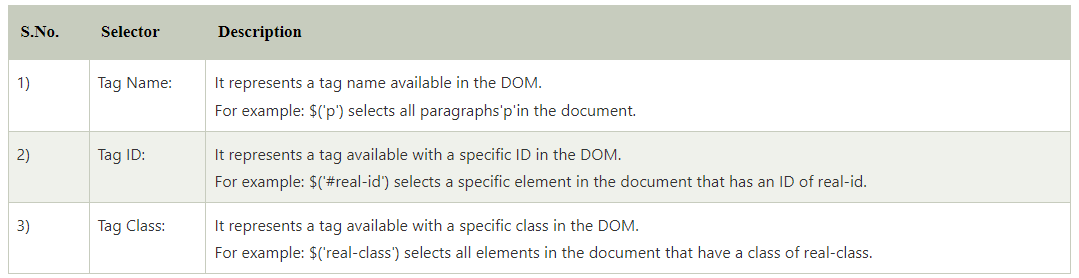 S.No. Selector Description
1) Tag Name: It represents a tag name available in the DOM.
For example: $('p') selects all paragraphs'p'in the document.
2) Tag ID: It represents a tag available with a specific ID in the DOM.
For example: $('#real-id') selects a specific element in the document that has an ID of real-id.
3) Tag Class: It represents a tag available with a specific class in the DOM.
For example: $('real-class') selects all elements in the document that have a class of real-class.